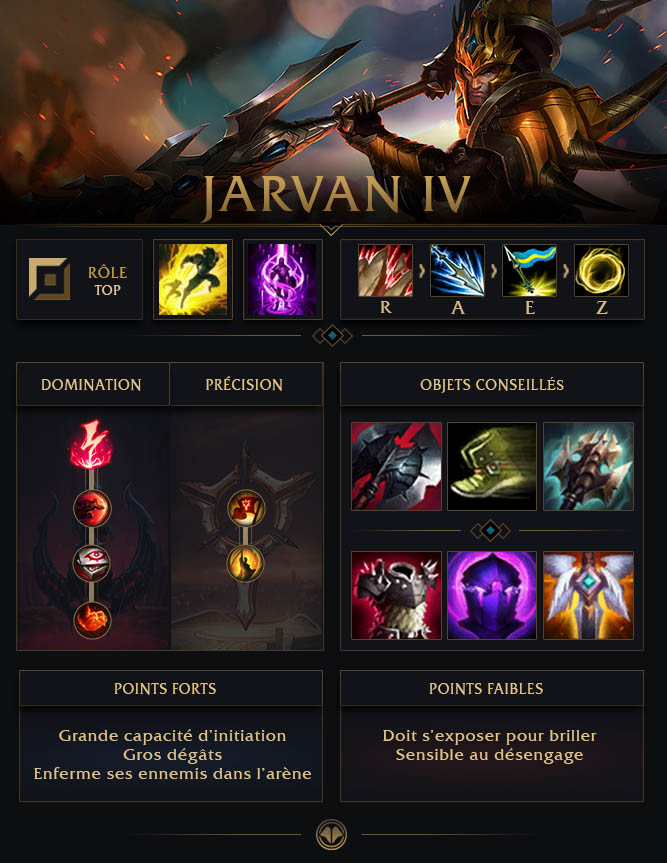 JARVAN IV
RÔLE
TOP
R A E Z
DOMINATION
PRÉCISION
OBJETS CONSEILLÉS
POINTS FORTS
Grande capacité d'initiation
Gros dégâts
Enferme ses ennemis dans l'arène
POINTS FAIBLES
Doit s'exposer pour briller
Sensible au désengage